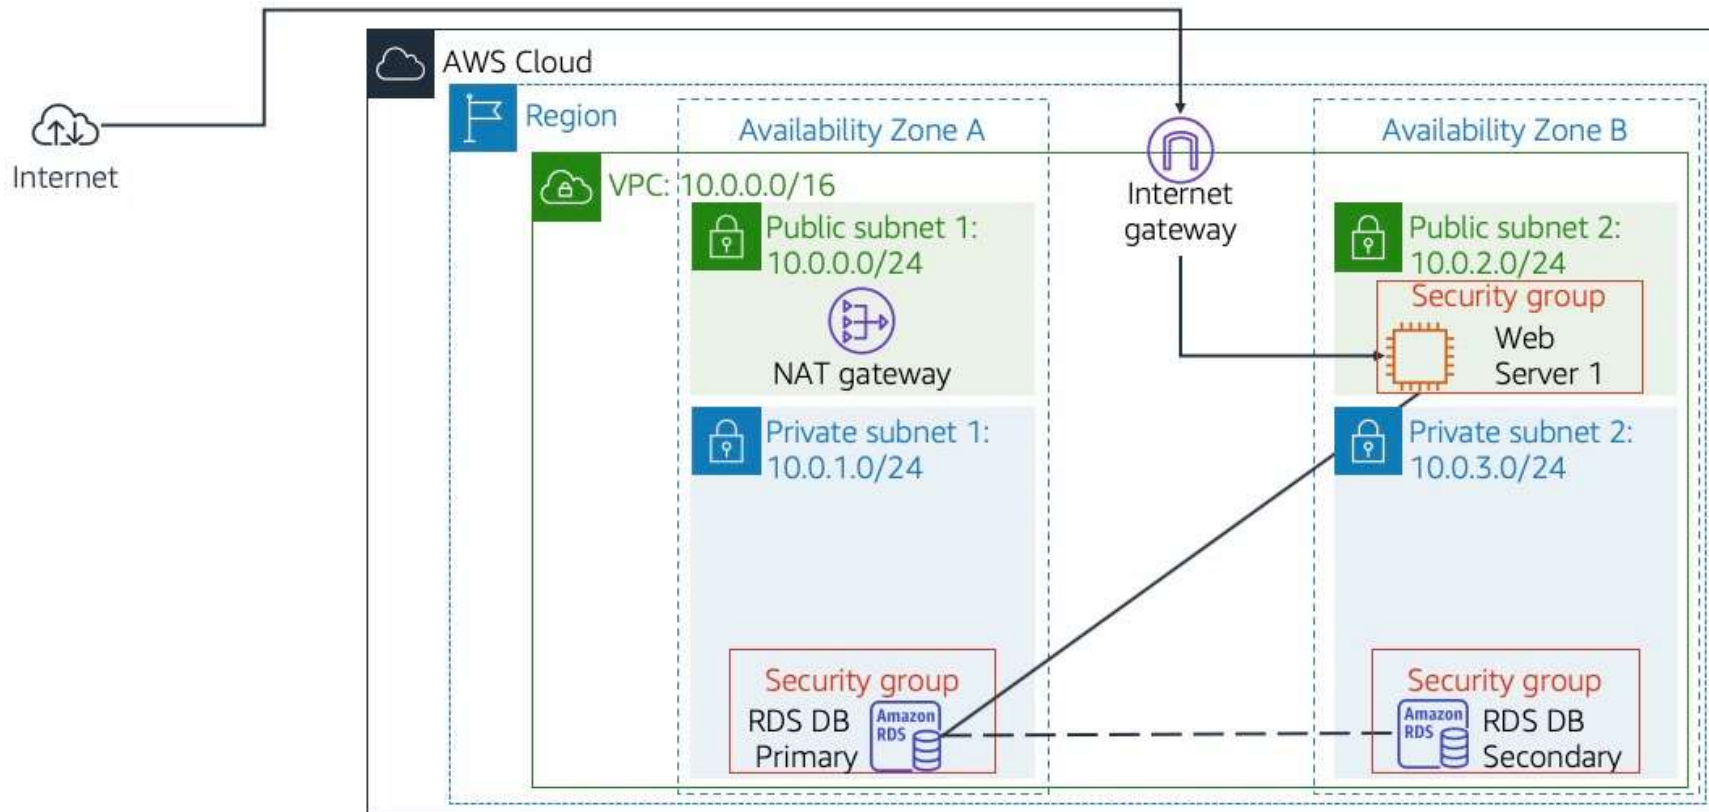 AWS Cloud
Region
Internet
Availability Zone A
Availability Zone B
VPC: 10.0.0.0/16
Internet
gateway
Public subnet 1:
10.0.0.0/24
NAT gateway
Public subnet 2:
10.0.2.0/24
Security group
Web
Server 1
Private subnet 1:
10.0.1.0/24
Private subnet 2:
10.0.3.0/24
Security group
RDS DB
Primary
Amazon
RDS
Security group
Amazon
RDS
RDS DB
Secondary